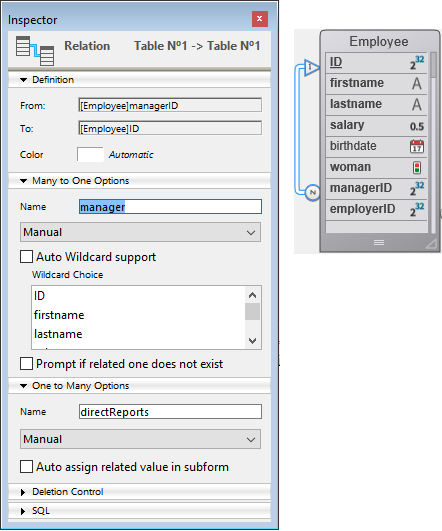 Inspector
Relation Table Nº1 -> Table Nº1
Definition
From: [Employee]managerID
To: [Employee]ID
Color Automatic
Many to One Options
Name manager
Manual
Auto Wildcard support
Wildcard Choice
ID
firstname
lastname
Prompt if related one does not exist
One to Many Options
Name directReports
Manual
Auto assign related value in subform
Deletion Control
SQL
Employee
1 ID 2 32
firstname A
lastname A
salary 0.5
birthdate 17
woman
N managerID 2 32
employerID 2 32